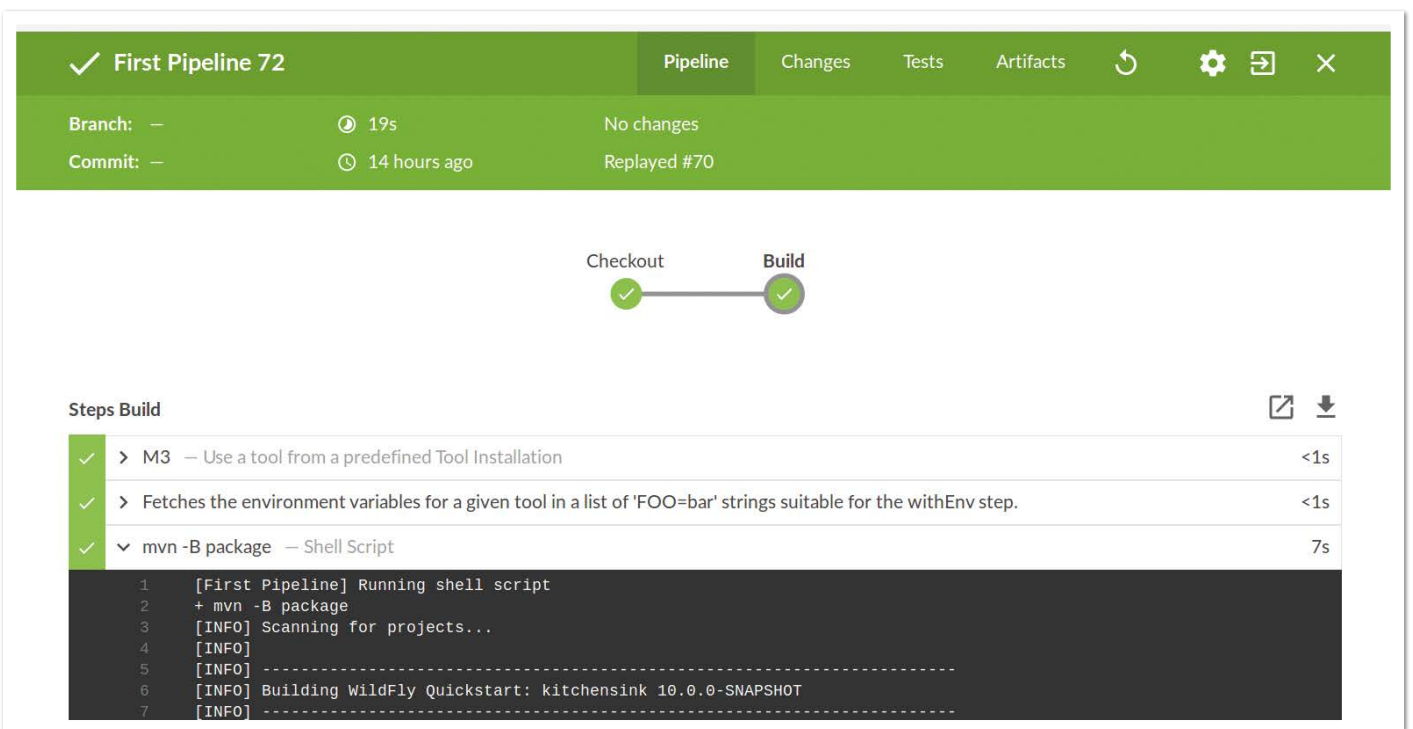 First Pipeline 72 Pipeline Changes Tests Artifacts
Branch: — 19s No changes
Commit: — 14 hours ago Replayed #70
Checkout Build
Steps Build
M3 — Use a tool from a predefined Tool Installation <1s
Fetches the environment variables for a given tool in a list of 'FOO=bar' strings suitable for the withEnv step. <1s
mvn -B package — Shell Script 7s
1 [First Pipeline] Running shell script
2 + mvn -B package
3 [INFO] Scanning for projects...
4 [INFO]
5 [INFO] ------------------------------------------------------------------------
6 [INFO] Building WildFly Quickstart: kitchensink 10.0.0-SNAPSHOT
7 [INFO] ------------------------------------------------------------------------